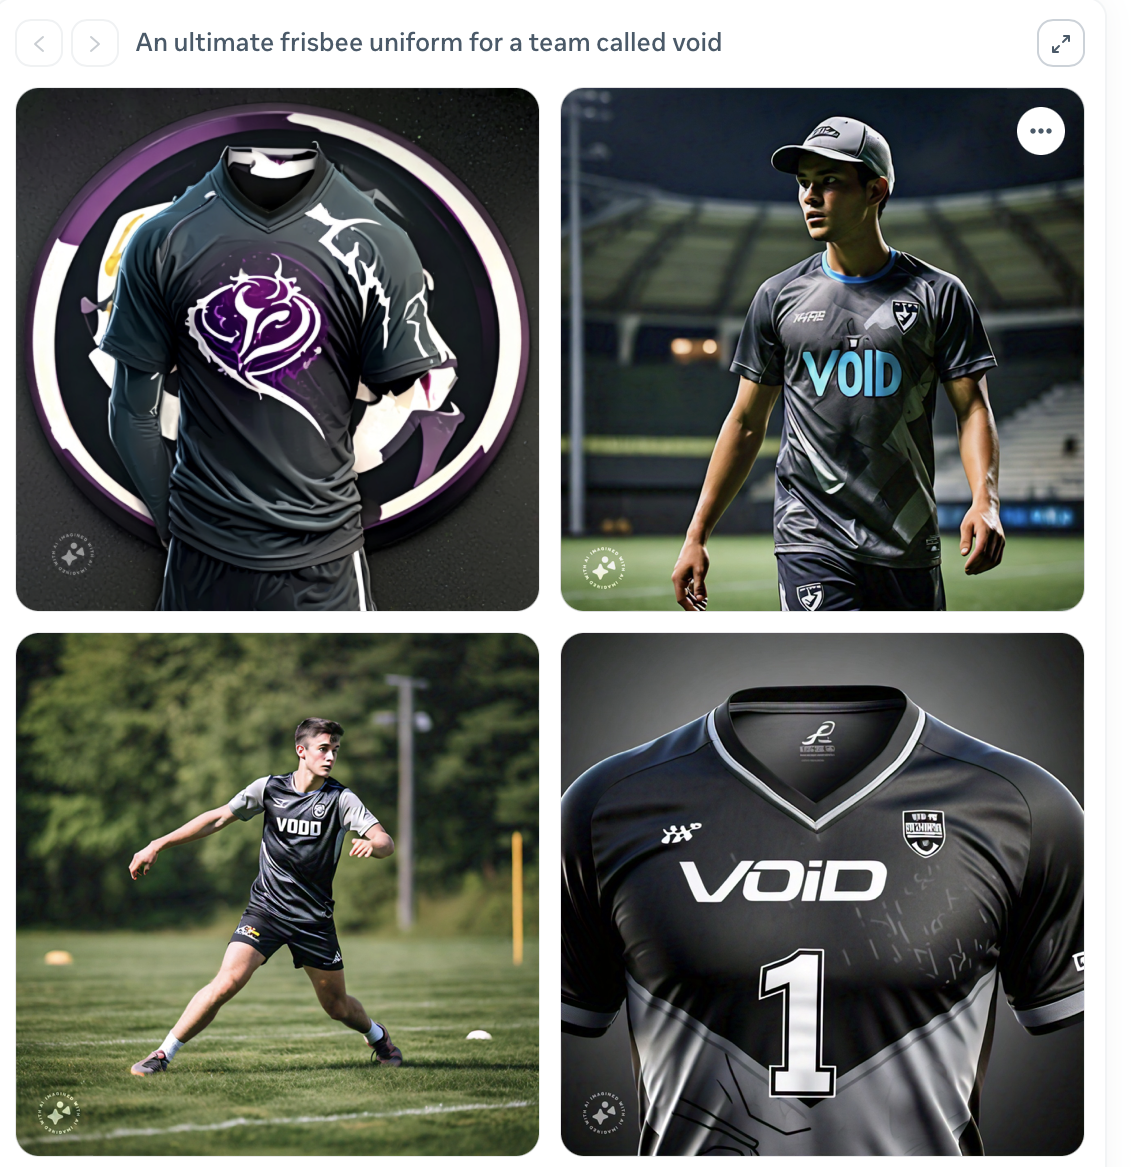 An ultimate frisbee uniform for a team called void
VOID
VODD
VOiD
1
IMAGINED WITH AI
IMAGINED WITH AI
IMAGINED WITH AI
IMAGINED WITH AI